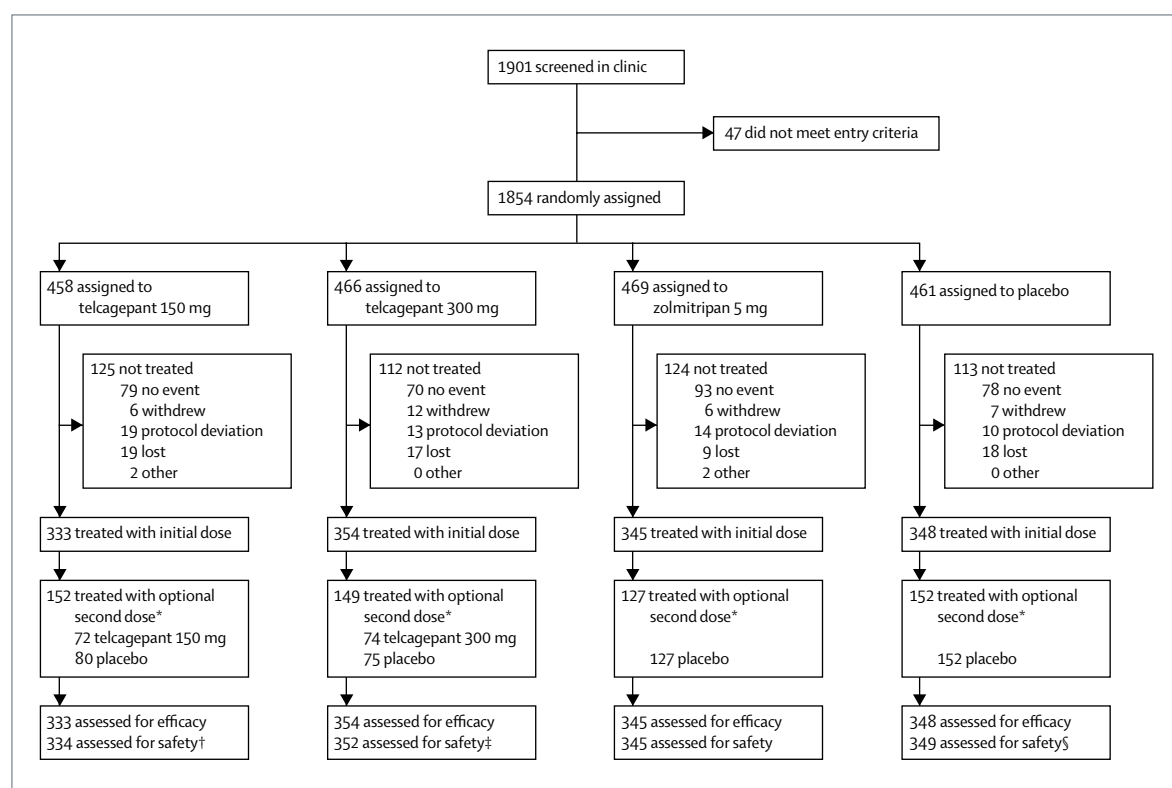 1901 screened in clinic
47 did not meet entry criteria
1854 randomly assigned
458 assigned to
telcagepant 150 mg
466 assigned to
telcagepant 300 mg
469 assigned to
zolmitripan 5 mg
461 assigned to placebo
125 not treated
79 no event
6 withdrew
19 protocol deviation
19 lost
2 other
112 not treated
70 no event
12 withdrew
13 protocol deviation
17 lost
0 other
124 not treated
93 no event
6 withdrew
14 protocol deviation
9 lost
2 other
113 not treated
78 no event
7 withdrew
10 protocol deviation
18 lost
0 other
333 treated with initial dose
354 treated with initial dose
345 treated with initial dose
348 treated with initial dose
152 treated with optional
second dose*
72 telcagepant 150 mg
80 placebo
149 treated with optional
second dose*
74 telcagepant 300 mg
75 placebo
127 treated with optional
second dose*
127 placebo
152 treated with optional
second dose*
152 placebo
333 assessed for efficacy
334 assessed for safety†
354 assessed for efficacy
352 assessed for safety‡
345 assessed for efficacy
345 assessed for safety
348 assessed for efficacy
349 assessed for safety§